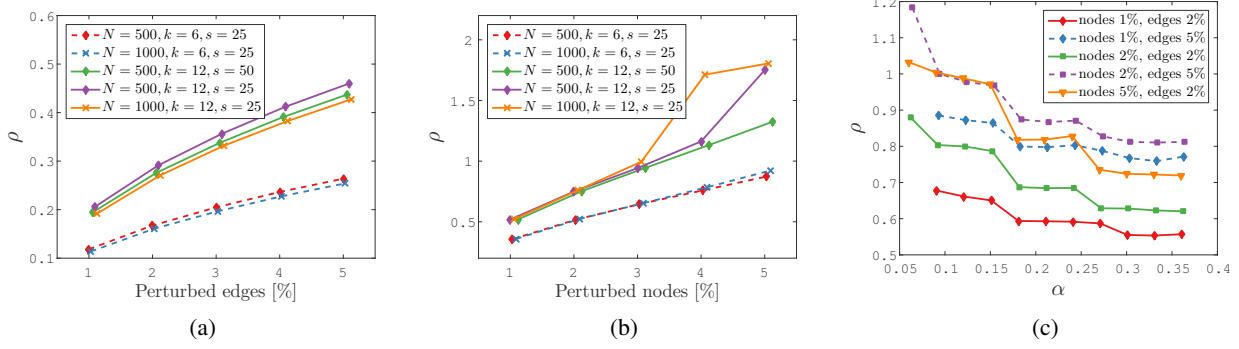 0.6
0.5
0.4
0.3
0.2
0.1
ρ
N = 500, k = 6, s = 25
N = 1000, k = 6, s = 25
N = 500, k = 12, s = 50
N = 500, k = 12, s = 25
N = 1000, k = 12, s = 25
1 2 3 4 5
Perturbed edges [%]
(a)
2
1.5
1
0.5
ρ
N = 500, k = 6, s = 25
N = 1000, k = 6, s = 25
N = 500, k = 12, s = 50
N = 500, k = 12, s = 25
N = 1000, k = 12, s = 25
1 2 3 4 5
Perturbed nodes [%]
(b)
1.2
1.1
1
0.9
0.8
0.7
0.6
0.5
ρ
nodes 1%, edges 2%
nodes 1%, edges 5%
nodes 2%, edges 2%
nodes 2%, edges 5%
nodes 5%, edges 2%
0.05 0.1 0.15 0.2 0.25 0.3 0.35 0.4
α
(c)